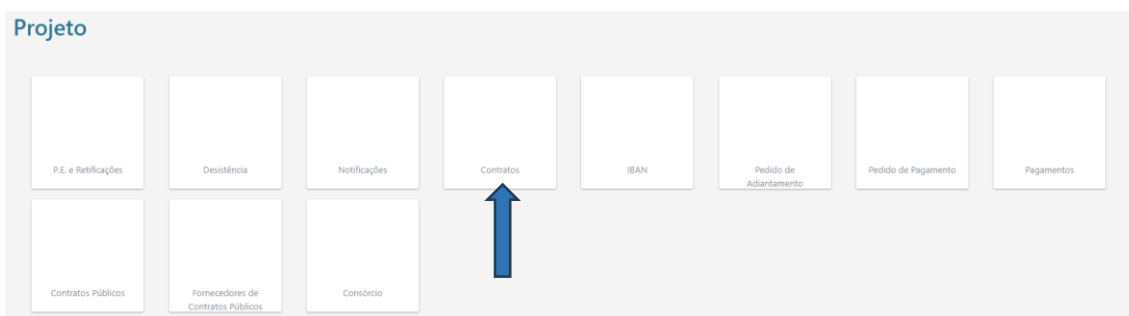 Projeto
P.E. e Retificações
Desistência
Notificações
Contratos
IBAN
Pedido de
Adiantamento
Pedido de Pagamento
Pagamentos
Contratos Públicos
Fornecedores de
Contratos Públicos
Consórcio